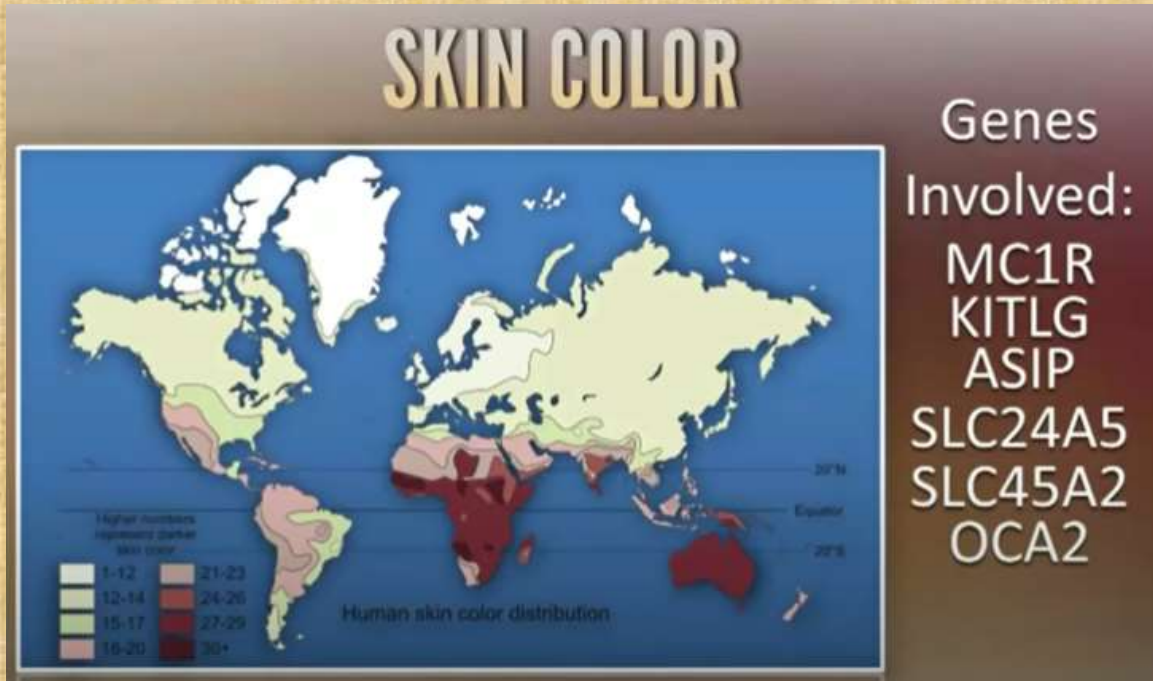 SKIN COLOR
Genes
Involved:
MC1R
KITLG
ASIP
SLC24A5
SLC45A2
OCA2
20°N
Equator
20°S
Higher numbers
represent darker
skin color
1-12
12-14
15-17
18-20
21-23
24-26
27-29
30+
Human skin color distribution